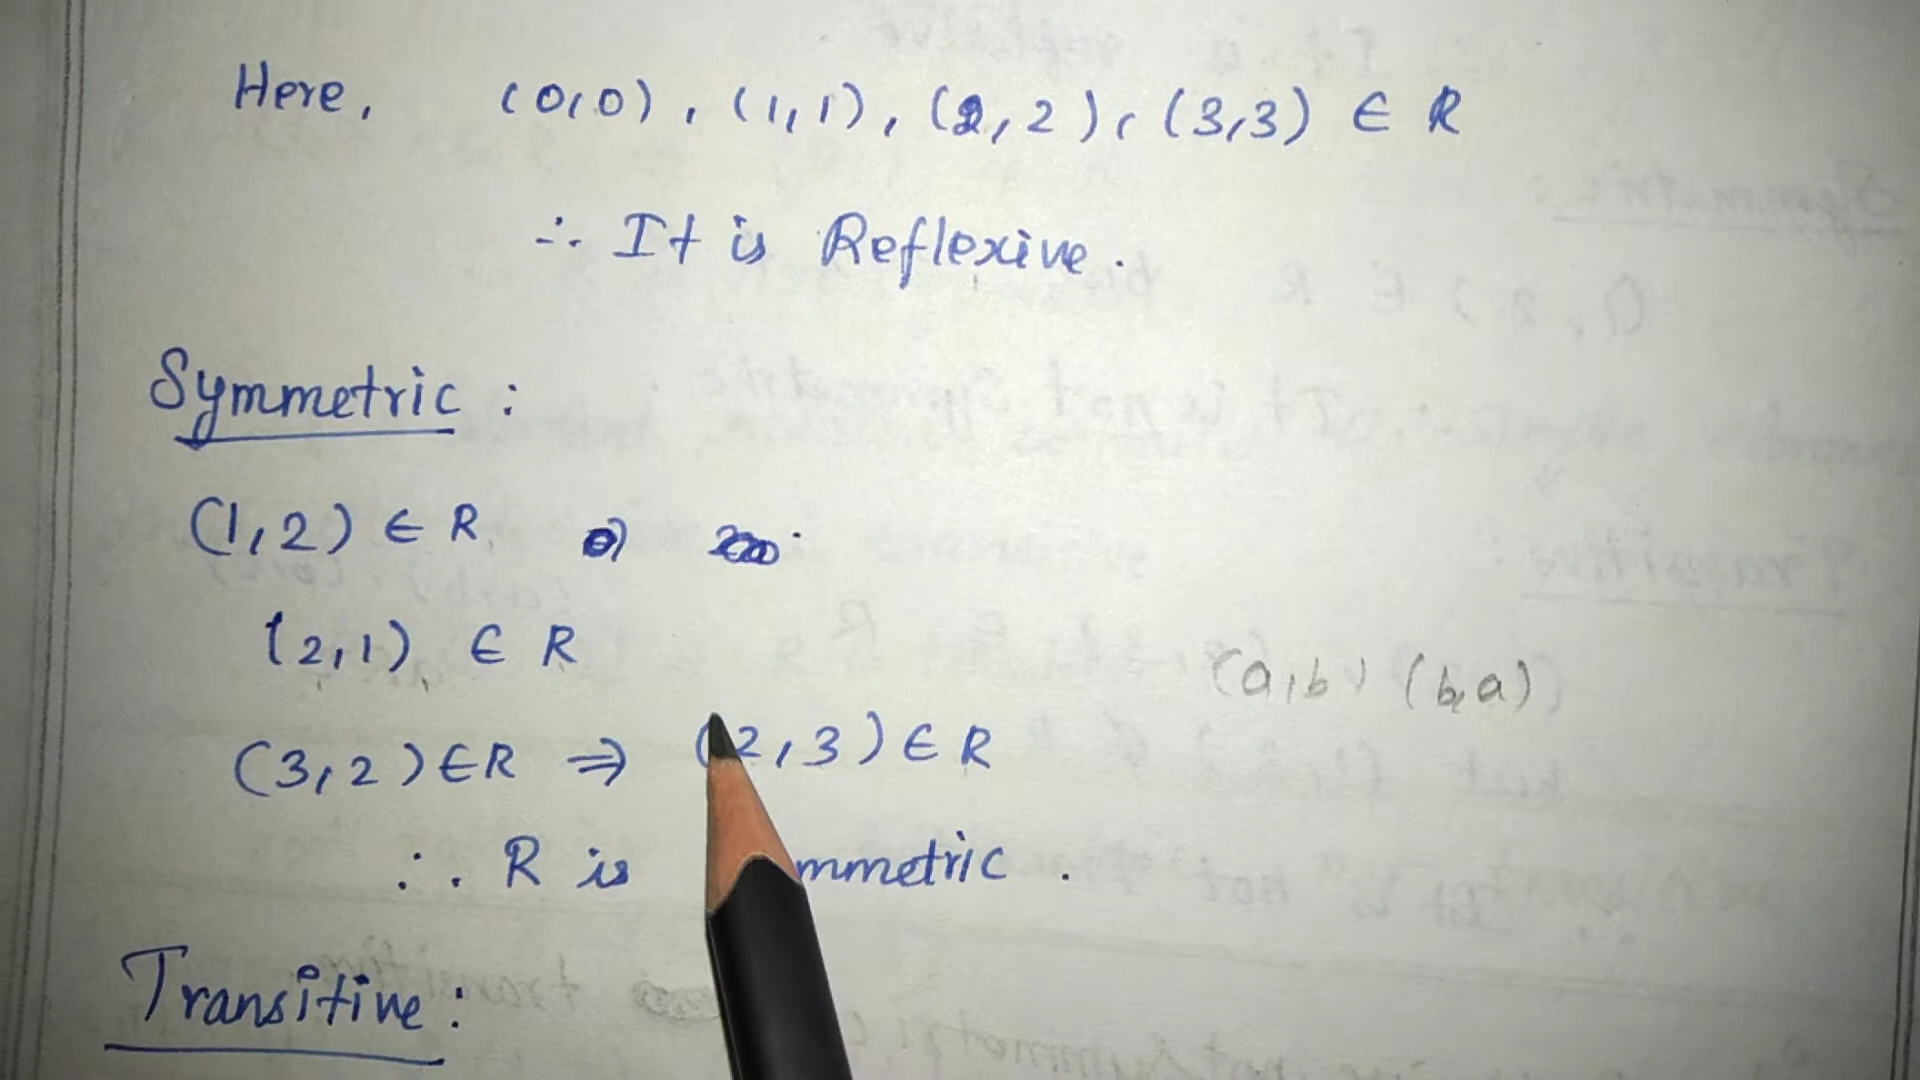 Here, (0,0), (1,1), (2,2), (3,3) ∈ R
∴ It is Reflexive.
Symmetric:
(1,2) ∈ R
(2,1) ∈ R
(a,b) (b,a)
(3,2) ∈ R ⇒ (2,3) ∈ R
∴ R is mmetric.
Transitive: